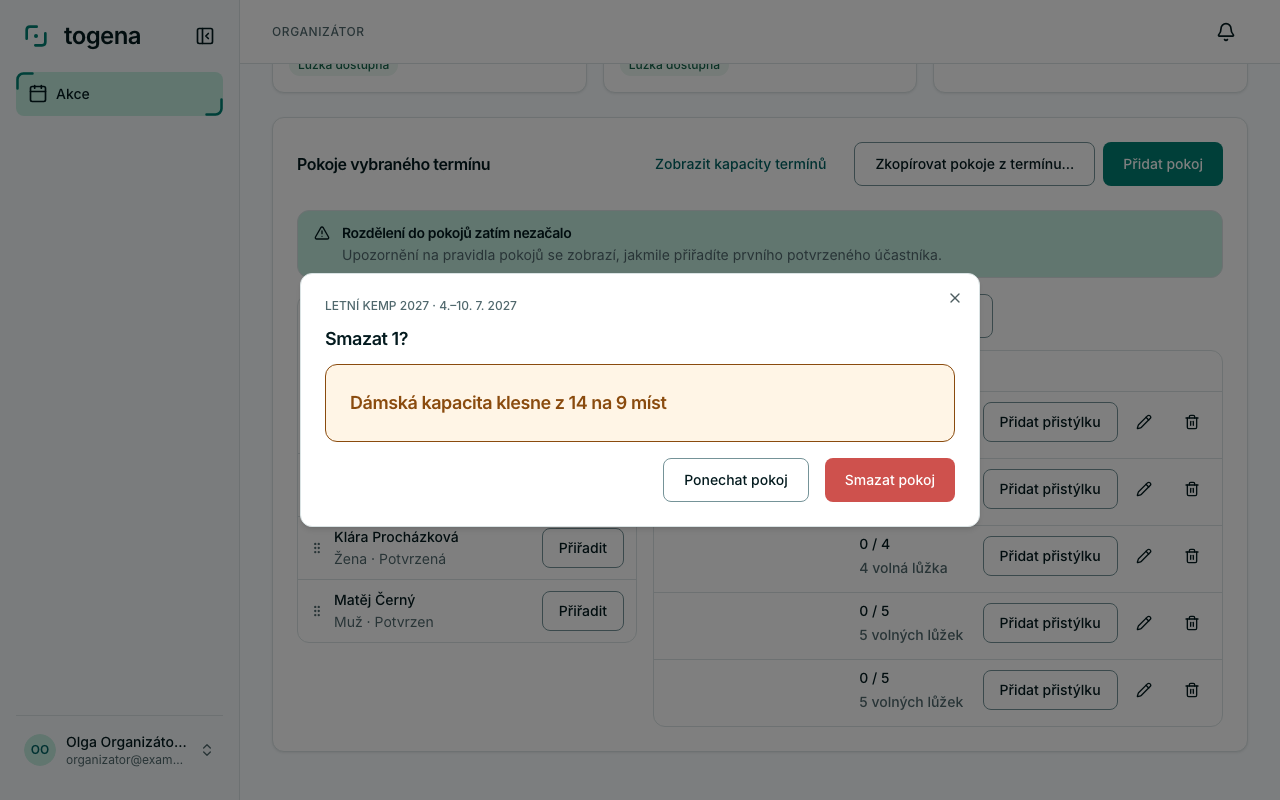 togena
ORGANIZÁTOR
Akce
Lůžka dostupná
Lůžka dostupná
Pokoje vybraného termínu
Zobrazit kapacity termínů
Zkopírovat pokoje z termínu...
Přidat pokoj
Rozdělení do pokojů zatím nezačalo
Upozornění na pravidla pokojů se zobrazí, jakmile přiřadíte prvního potvrzeného účastníka.
LETNÍ KEMP 2027 · 4.–10. 7. 2027
Smazat 1?
Dámská kapacita klesne z 14 na 9 míst
Ponechat pokoj
Smazat pokoj
Přidat přistýlku
Přidat přistýlku
Klára Procházková
Žena · Potvrzená
Přiřadit
0 / 4
4 volná lůžka
Přidat přistýlku
Matěj Černý
Muž · Potvrzen
Přiřadit
0 / 5
5 volných lůžek
Přidat přistýlku
0 / 5
5 volných lůžek
Přidat přistýlku
OO
Olga Organizáto...
organizator@exam...